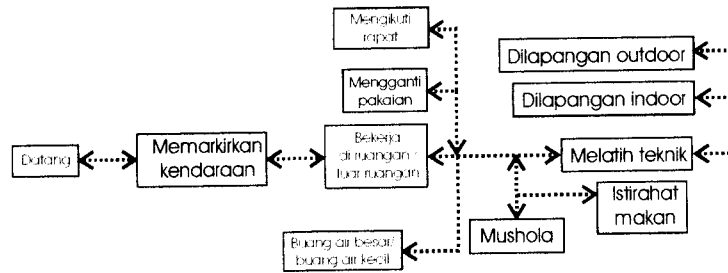 Mengikuti
rapat
Mengganti
pakaian
Dilapangan outdoor
Dilapangan indoor
Datang
Memarkirkan
kendaraan
Bekerja
di ruangan /
luar ruangan
Melatih teknik
Istirahat
makan
Mushola
Buang air besar/
buang air kecil